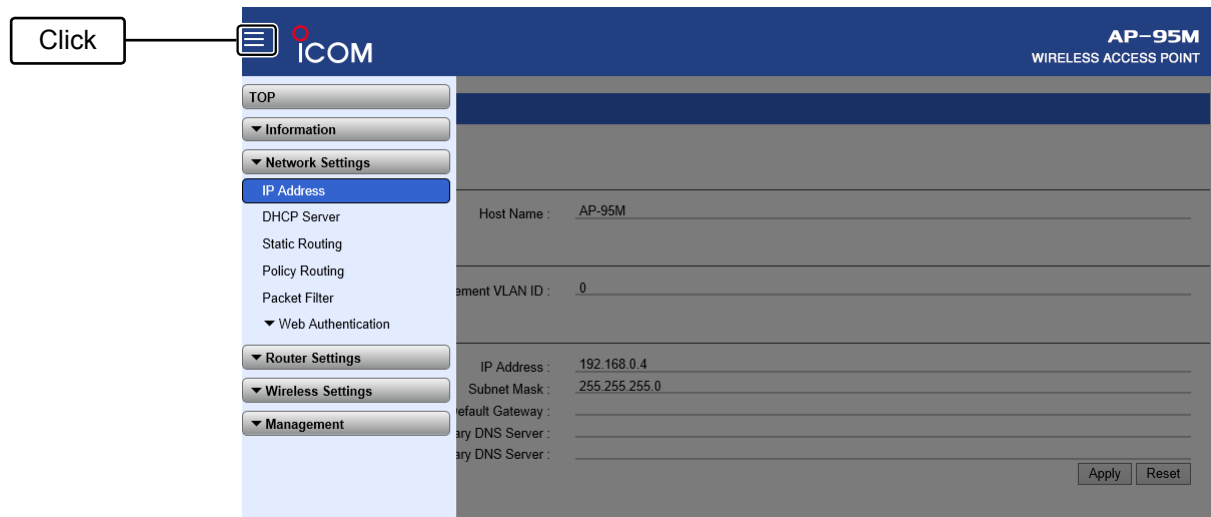 Click
ICOM
AP-95M
WIRELESS ACCESS POINT
TOP
Information
Network Settings
IP Address
DHCP Server
Static Routing
Policy Routing
Packet Filter
Web Authentication
Router Settings
Wireless Settings
Management
Host Name : AP-95M
ement VLAN ID : 0
IP Address : 192.168.0.4
Subnet Mask : 255.255.255.0
efault Gateway :
ary DNS Server :
ary DNS Server :
Apply Reset